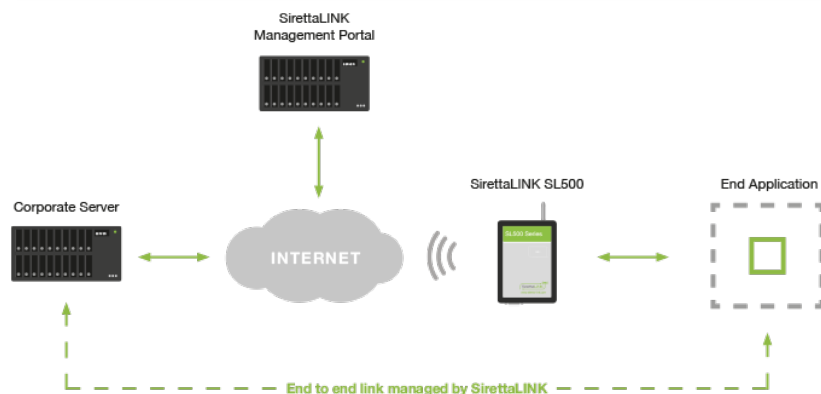 SirettaLINK
Management Portal
SirettaLINK SL500
End Application
Corporate Server
SL500 Series
INTERNET
End to end link managed by SirettaLINK